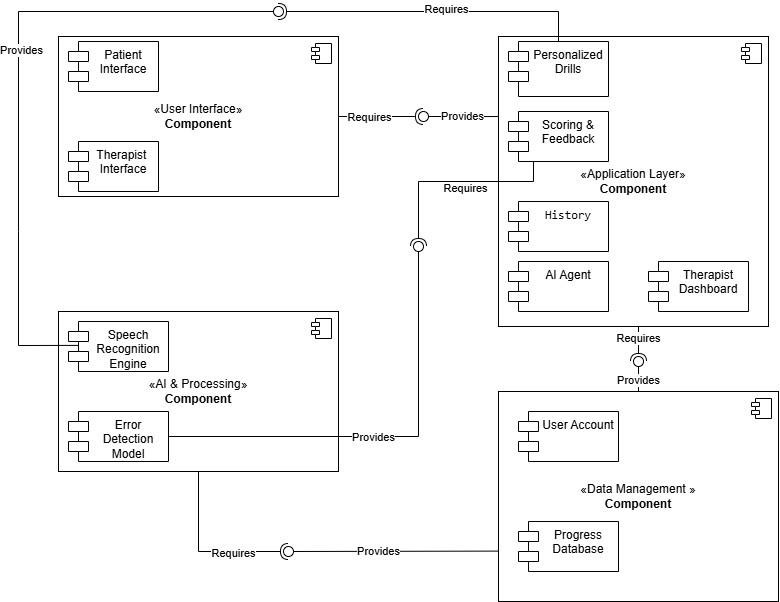 Requires
Provides
Patient
Interface
«User Interface»
Component
Therapist
Interface
Requires
Provides
Personalized
Drills
Scoring &
Feedback
«Application Layer»
Component
Requires
History
AI Agent
Therapist
Dashboard
Requires
Provides
Speech
Recognition
Engine
«AI & Processing»
Component
Error
Detection
Model
Provides
User Account
«Data Management »
Component
Progress
Database
Requires
Provides